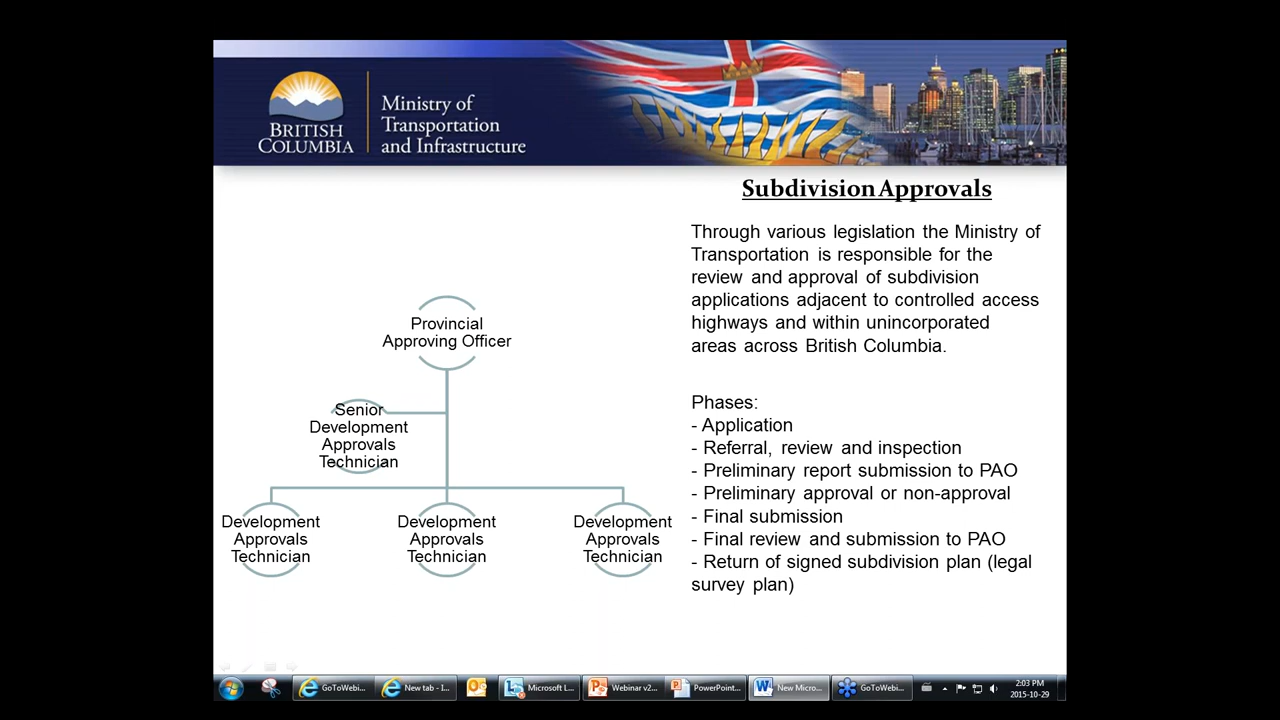 BRITISH
COLUMBIA
Ministry of
Transportation
and Infrastructure
Subdivision Approvals
Through various legislation the Ministry of
Transportation is responsible for the
review and approval of subdivision
applications adjacent to controlled access
highways and within unincorporated
areas across British Columbia.
Phases:
- Application
- Referral, review and inspection
- Preliminary report submission to PAO
- Preliminary approval or non-approval
- Final submission
- Final review and submission to PAO
- Return of signed subdivision plan (legal
survey plan)
Provincial
Approving Officer
Senior
Development
Approvals
Technician
Development
Approvals
Technician
Development
Approvals
Technician
Development
Approvals
Technician
GoToWebi...
New tab - I...
Microsoft L...
Webinar v2...
PowerPoint...
New Micro...
GoToWebi...
2:03 PM
2015-10-29